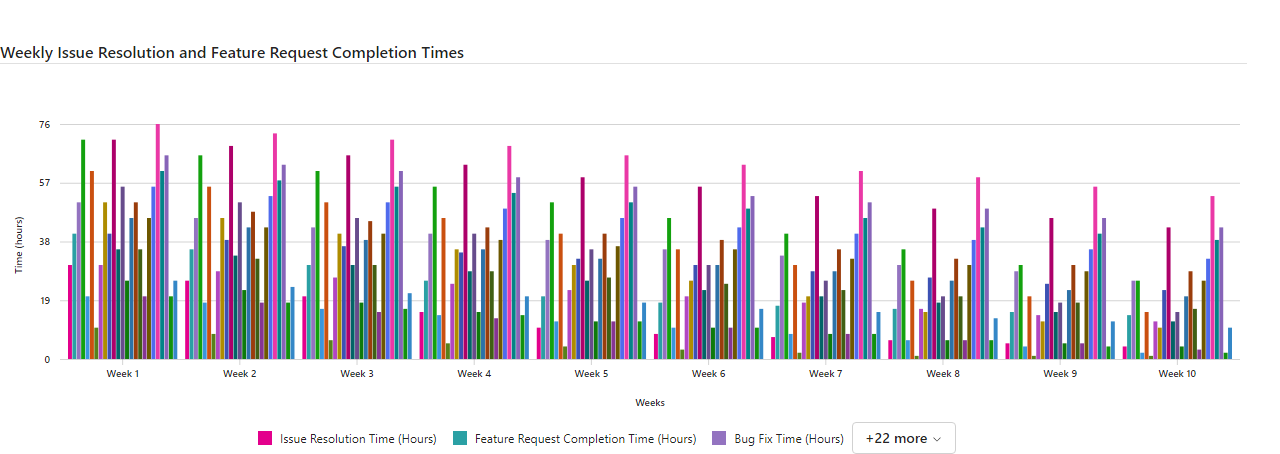 Weekly Issue Resolution and Feature Request Completion Times
76
57
38
19
0
Time (hours)
Week 1 Week 2 Week 3 Week 4 Week 5 Week 6 Week 7 Week 8 Week 9 Week 10
Weeks
Issue Resolution Time (Hours) Feature Request Completion Time (Hours) Bug Fix Time (Hours) +22 more